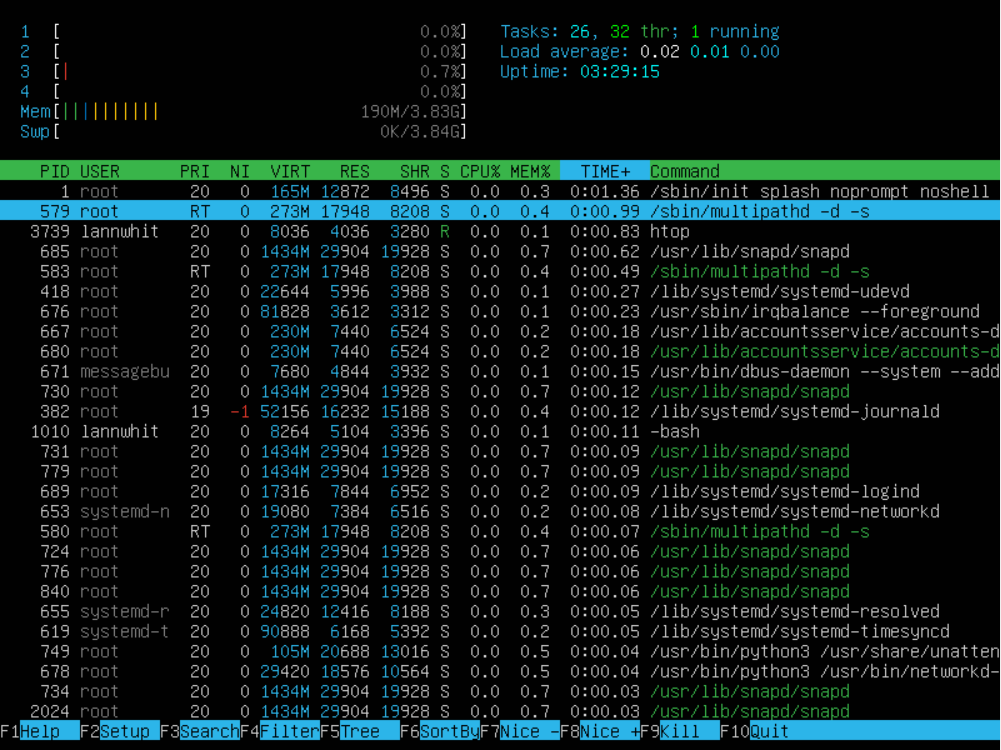 1 [ 0.0%] Tasks: 26, 32 thr; 1 running
2 [ 0.0%] Load average: 0.02 0.01 0.00
3 [| 0.7%] Uptime: 03:29:15
4 [ 0.0%]
Mem[|||||||||| 190M/3.83G]
Swp[ 0K/3.84G]
PID USER PRI NI VIRT RES SHR S CPU% MEM% TIME+ Command
1 root 20 0 165M 12872 8496 S 0.0 0.3 0:01.36 /sbin/init splash noprompt noshell
579 root RT 0 273M 17948 8208 S 0.0 0.4 0:00.99 /sbin/multipathd -d -s
3739 lannwhit 20 0 8036 4036 3280 R 0.0 0.1 0:00.83 htop
685 root 20 0 1434M 29904 19928 S 0.0 0.7 0:00.62 /usr/lib/snapd/snapd
583 root RT 0 273M 17948 8208 S 0.0 0.4 0:00.49 /sbin/multipathd -d -s
418 root 20 0 22644 5996 3988 S 0.0 0.1 0:00.27 /lib/systemd/systemd-udevd
676 root 20 0 81828 3612 3312 S 0.0 0.1 0:00.23 /usr/sbin/irqbalance --foreground
667 root 20 0 230M 7440 6524 S 0.0 0.2 0:00.18 /usr/lib/accountsservice/accounts-d
680 root 20 0 230M 7440 6524 S 0.0 0.2 0:00.18 /usr/lib/accountsservice/accounts-d
671 messagebu 20 0 7680 4844 3932 S 0.0 0.1 0:00.15 /usr/bin/dbus-daemon --system --add
730 root 20 0 1434M 29904 19928 S 0.0 0.7 0:00.12 /usr/lib/snapd/snapd
382 root 19 -1 52156 16232 15188 S 0.0 0.4 0:00.12 /lib/systemd/systemd-journald
1010 lannwhit 20 0 8264 5104 3396 S 0.0 0.1 0:00.11 -bash
731 root 20 0 1434M 29904 19928 S 0.0 0.7 0:00.09 /usr/lib/snapd/snapd
779 root 20 0 1434M 29904 19928 S 0.0 0.7 0:00.09 /usr/lib/snapd/snapd
689 root 20 0 17316 7844 6952 S 0.0 0.2 0:00.09 /lib/systemd/systemd-logind
653 systemd-n 20 0 19080 7384 6516 S 0.0 0.2 0:00.08 /lib/systemd/systemd-networkd
580 root RT 0 273M 17948 8208 S 0.0 0.4 0:00.07 /sbin/multipathd -d -s
724 root 20 0 1434M 29904 19928 S 0.0 0.7 0:00.06 /usr/lib/snapd/snapd
776 root 20 0 1434M 29904 19928 S 0.0 0.7 0:00.06 /usr/lib/snapd/snapd
840 root 20 0 1434M 29904 19928 S 0.0 0.7 0:00.06 /usr/lib/snapd/snapd
655 systemd-r 20 0 24820 12416 8188 S 0.0 0.3 0:00.05 /lib/systemd/systemd-resolved
619 systemd-t 20 0 90888 6168 5392 S 0.0 0.2 0:00.05 /lib/systemd/systemd-timesyncd
749 root 20 0 105M 20688 13016 S 0.0 0.5 0:00.04 /usr/bin/python3 /usr/share/unatten
678 root 20 0 29420 18576 10564 S 0.0 0.5 0:00.04 /usr/bin/python3 /usr/bin/networkd-
734 root 20 0 1434M 29904 19928 S 0.0 0.7 0:00.03 /usr/lib/snapd/snapd
2024 root 20 0 1434M 29904 19928 S 0.0 0.7 0:00.03 /usr/lib/snapd/snapd
F1Help F2Setup F3SearchF4FilterF5Tree F6SortByF7Nice -F8Nice +F9Kill F10Quit